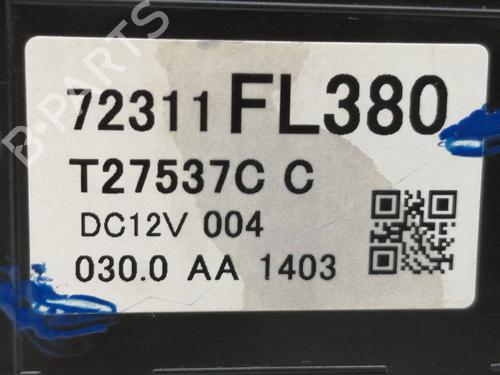 B-PARTS
72311 FL380
T27537C C
DC12V 004
030.0 AA 1403